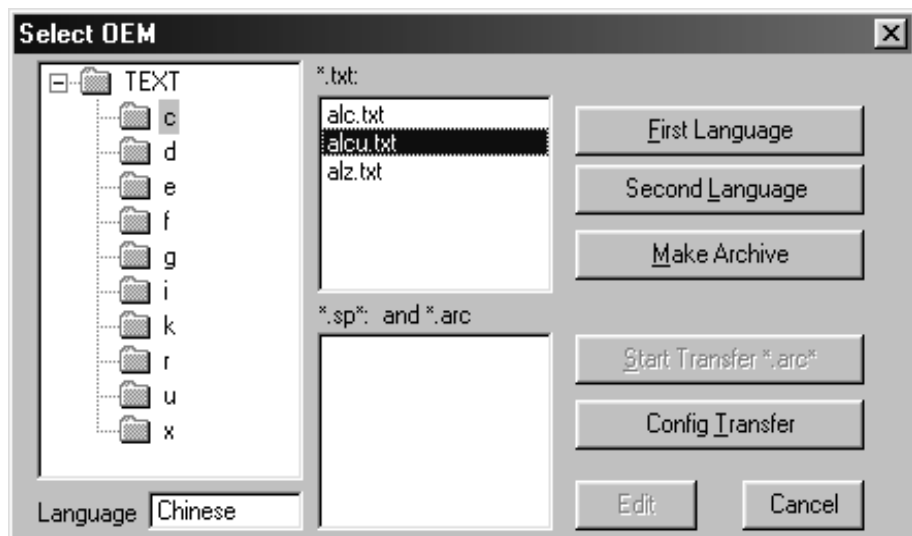 Select OEM
TEXT
c
d
e
f
g
i
k
r
u
x
Language Chinese
*.txt:
alc.txt
alcu.txt
alz.txt
*.sp*: and *.arc
First Language
Second Language
Make Archive
Start Transfer *.arc*
Config Transfer
Edit
Cancel